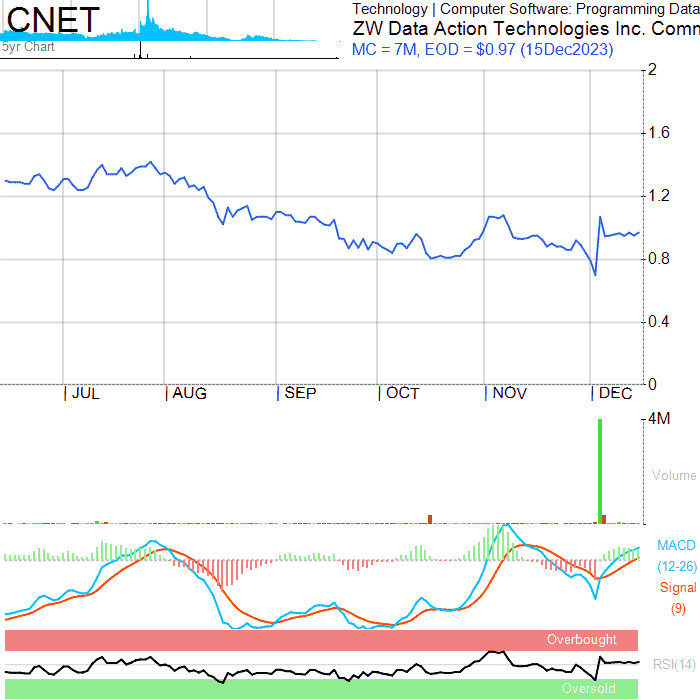 CNET
5yr Chart
Technology | Computer Software: Programming Data
ZW Data Action Technologies Inc. Comm
MC = 7M, EOD = $0.97 (15Dec2023)
2
1.6
1.2
0.8
0.4
0
JUL AUG SEP OCT NOV DEC
4M
Volume
MACD
(12-26)
Signal
(9)
Overbought
RSI(14)
Oversold